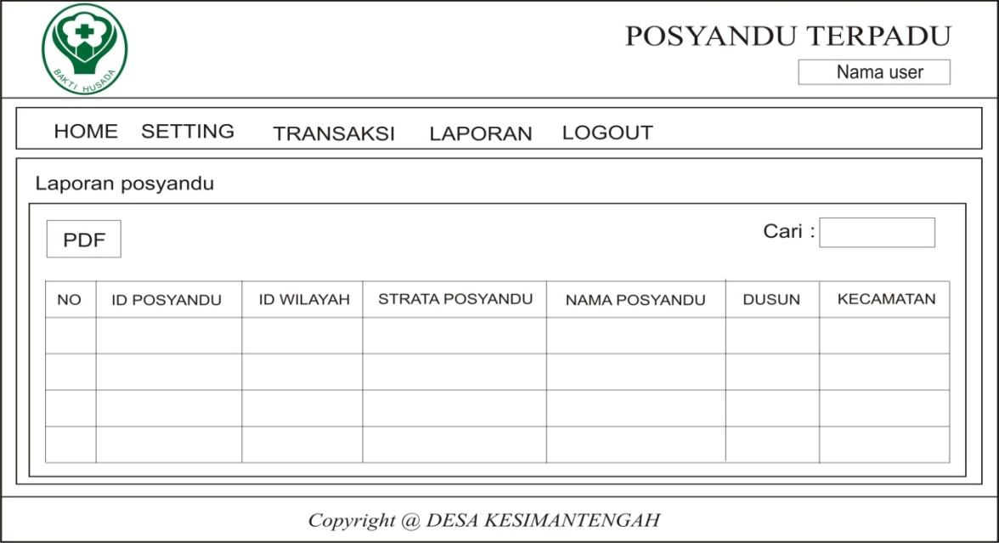 BAKTI HUSADA
POSYANDU TERPADU
Nama user
HOME SETTING TRANSAKSI LAPORAN LOGOUT
Laporan posyandu
PDF
Cari :
NO ID POSYANDU ID WILAYAH STRATA POSYANDU NAMA POSYANDU DUSUN KECAMATAN
Copyright @ DESA KESIMANTENGAH